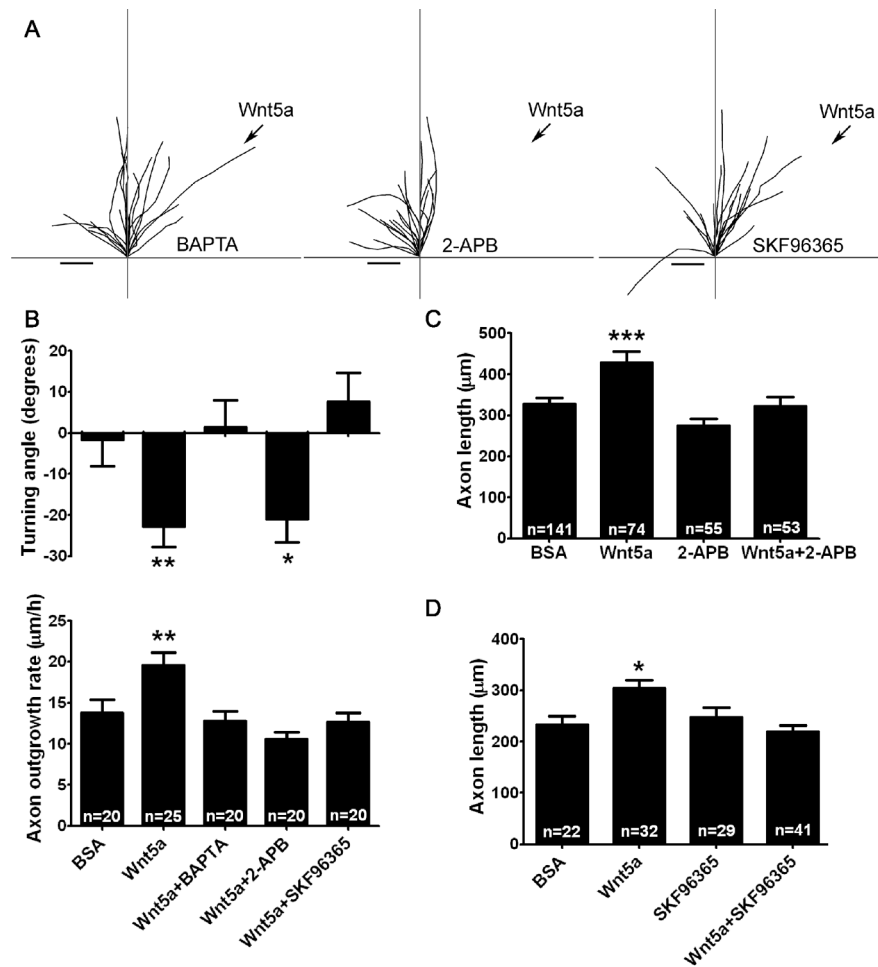 A
Wnt5a
Wnt5a
Wnt5a
BAPTA
2-APB
SKF96365
B
Turning angle (degrees)
20
10
0
-10
-20
-30
**
*
Axon outgrowth rate (µm/h)
25
20
15
10
5
0
**
n=20
n=25
n=20
n=20
n=20
BSA
Wnt5a
Wnt5a+BAPTA
Wnt5a+2-APB
Wnt5a+SKF96365
C
Axon length (µm)
500
400
300
200
100
0
***
n=141
n=74
n=55
n=53
BSA
Wnt5a
2-APB
Wnt5a+2-APB
D
Axon length (µm)
400
300
200
100
0
*
n=22
n=32
n=29
n=41
BSA
Wnt5a
SKF96365
Wnt5a+SKF96365